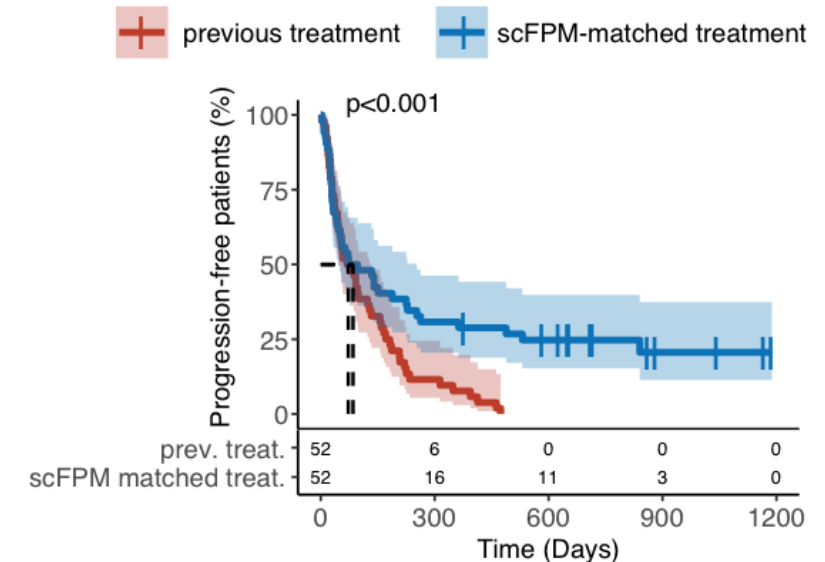 previous treatment scFPM-matched treatment
p<0.001
Progression-free patients (%)
100
75
50
25
0
prev. treat. 52 6 0 0 0
scFPM matched treat. 52 16 11 3 0
0 300 600 900 1200
Time (Days)